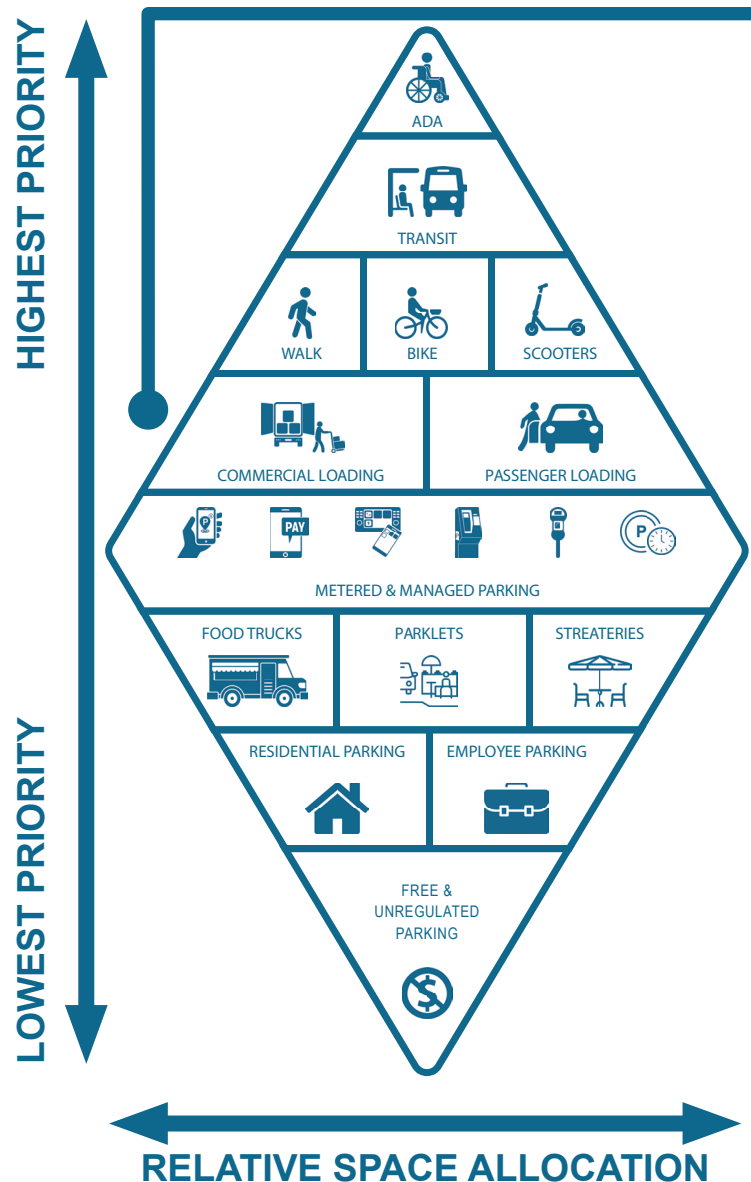 HIGHEST PRIORITY
LOWEST PRIORITY
ADA
TRANSIT
WALK
BIKE
SCOOTERS
COMMERCIAL LOADING
PASSENGER LOADING
P
PAY
P
METERED & MANAGED PARKING
FOOD TRUCKS
PARKLETS
STREATERIES
RESIDENTIAL PARKING
EMPLOYEE PARKING
FREE &
UNREGULATED
PARKING
$
RELATIVE SPACE ALLOCATION